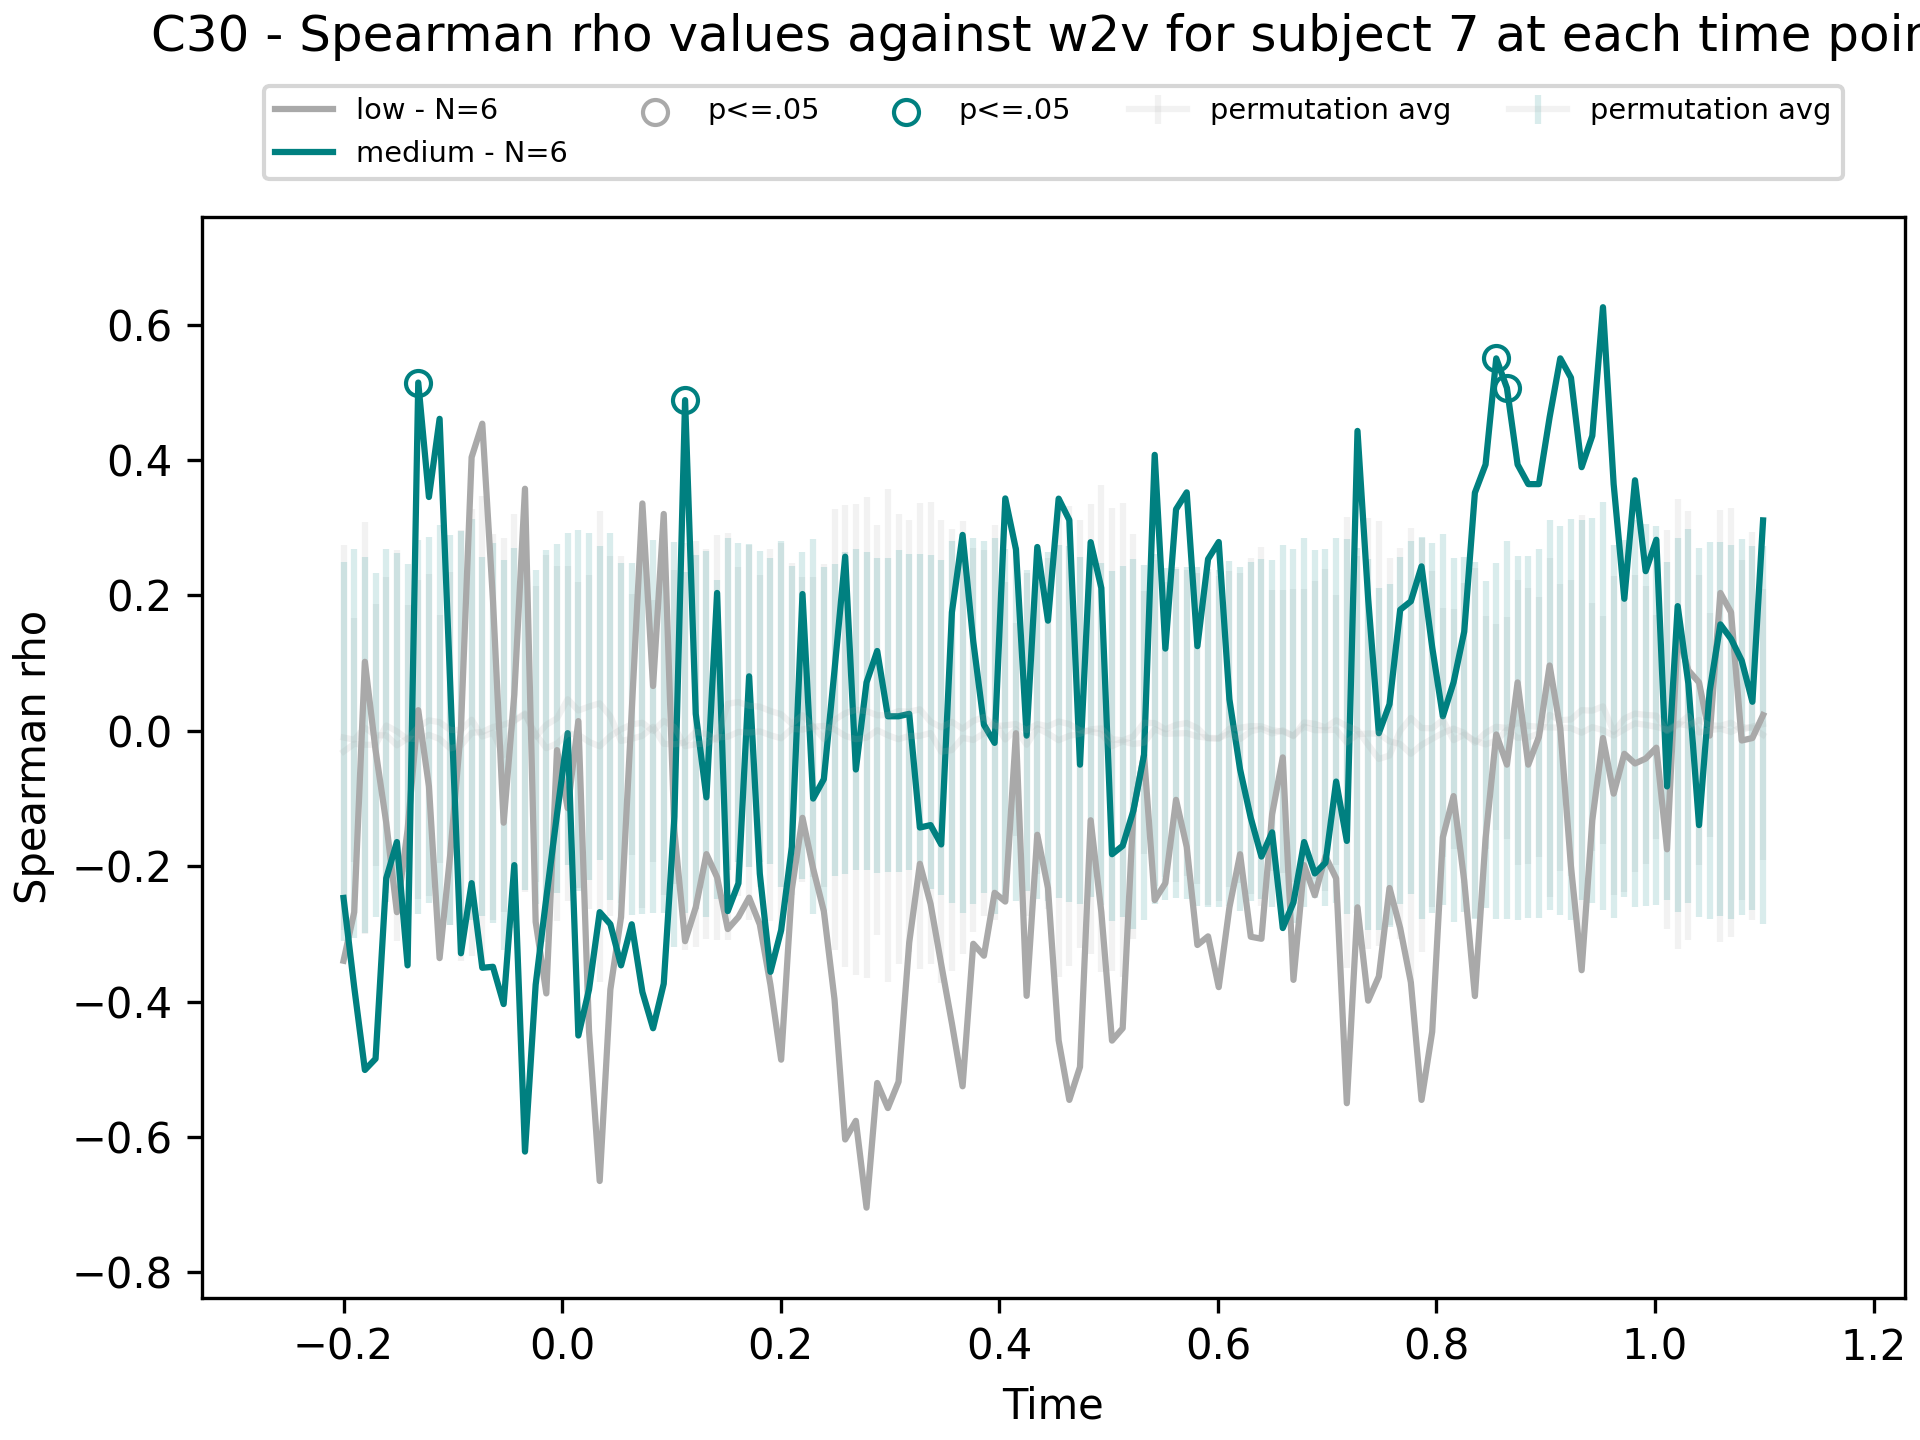 C30 - Spearman rho values against w2v for subject 7 at each time poin
low - N=6
medium - N=6
p<=.05
p<=.05
permutation avg
permutation avg
Spearman rho
0.6
0.4
0.2
0.0
−0.2
−0.4
−0.6
−0.8
−0.2 0.0 0.2 0.4 0.6 0.8 1.0 1.2
Time